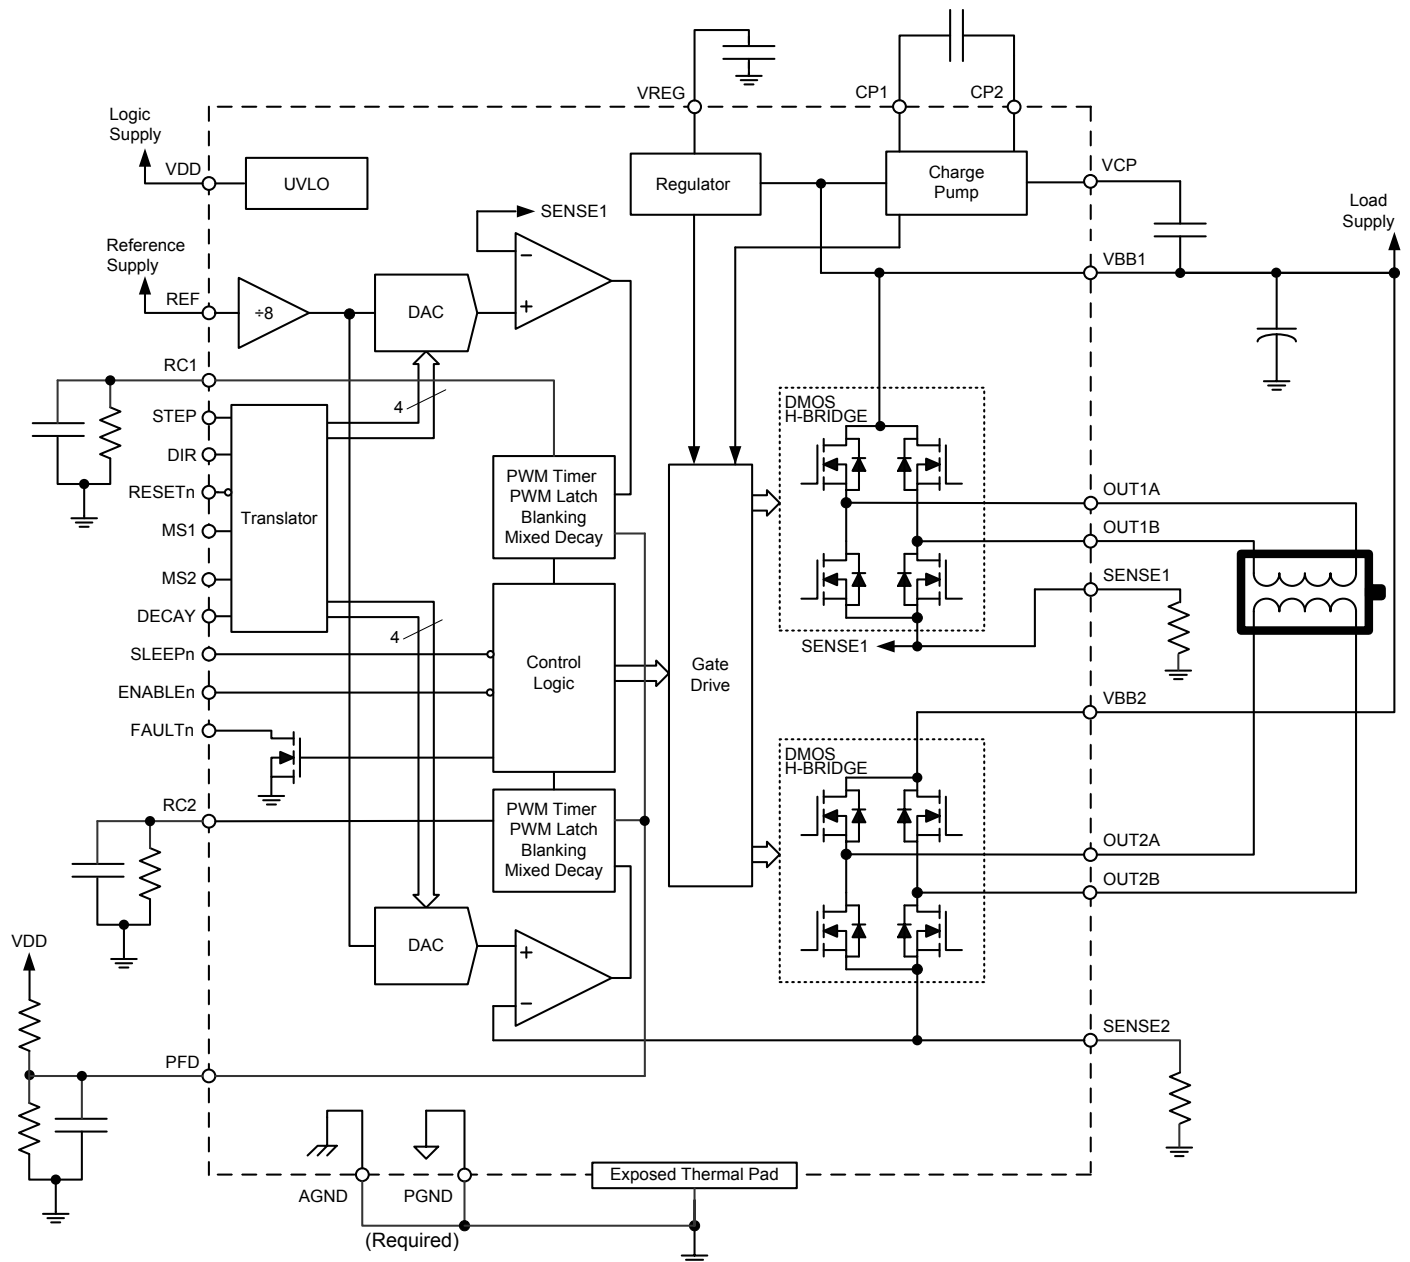 VREG
CP1
CP2
Logic
Supply
VDD
UVLO
Regulator
Charge
Pump
VCP
Load
Supply
SENSE1
Reference
Supply
REF
÷8
DAC
−
+
VBB1
RC1
4
STEP
DIR
RESETn
MS1
MS2
DECAY
Translator
PWM Timer
PWM Latch
Blanking
Mixed Decay
DMOS
H-BRIDGE
OUT1A
OUT1B
SENSE1
SENSE1
4
SLEEPn
ENABLEn
FAULTn
Control
Logic
Gate
Drive
VBB2
DMOS
H-BRIDGE
RC2
PWM Timer
PWM Latch
Blanking
Mixed Decay
OUT2A
OUT2B
VDD
DAC
+
−
SENSE2
PFD
AGND
PGND
Exposed Thermal Pad
(Required)